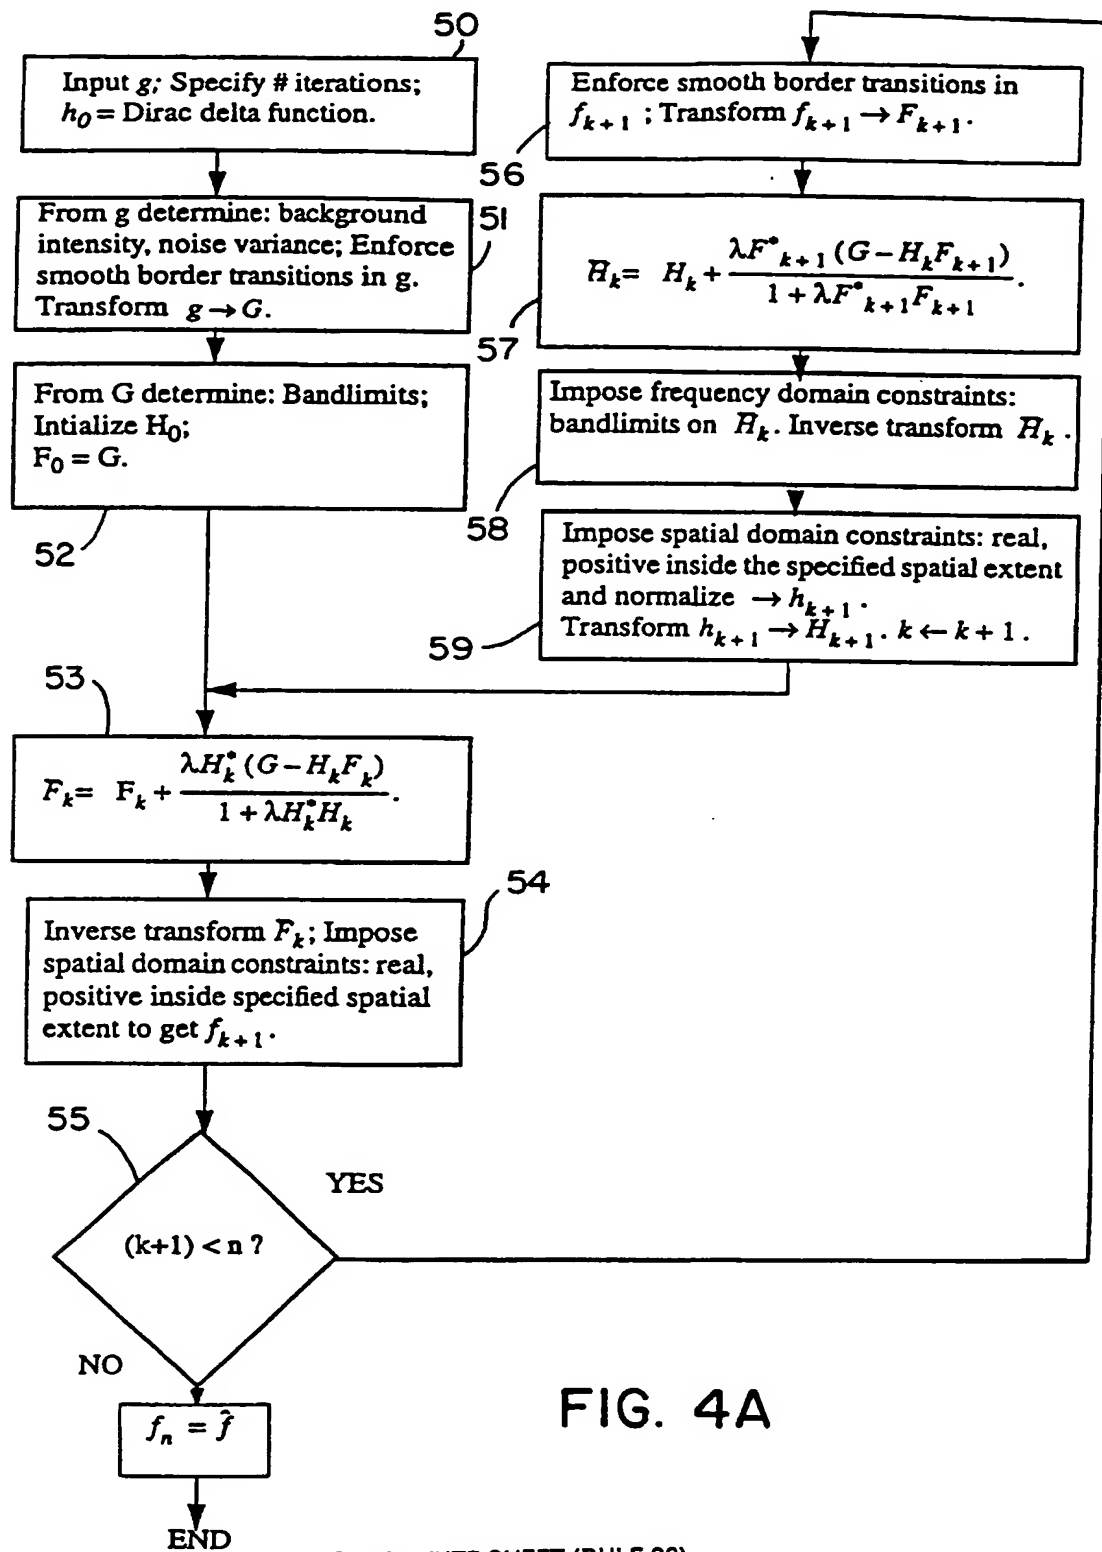 50
Input g; Specify # iterations;
h0 = Dirac delta function.
51
From g determine: background
intensity, noise variance; Enforce
smooth border transitions in g.
Transform g → G.
From G determine: Bandlimits;
Intialize H0;
F0 = G.
52
53
F̄k = Fk + λH*k (G – HkFk) / 1 + λH*kHk .
54
Inverse transform F̄k; Impose
spatial domain constraints: real,
positive inside specified spatial
extent to get fk+1.
55
(k+1) < n ?
YES
NO
fn = f̂
END
Enforce smooth border transitions in
fk+1 ; Transform fk+1 → Fk+1.
56
H̄k = Hk + λF*k+1 (G – HkFk+1) / 1 + λF*k+1Fk+1 .
57
Impose frequency domain constraints:
bandlimits on H̄k. Inverse transform H̄k.
58
Impose spatial domain constraints: real,
positive inside the specified spatial extent
and normalize → hk+1.
Transform hk+1 → Hk+1. k ← k + 1.
59
FIG. 4A